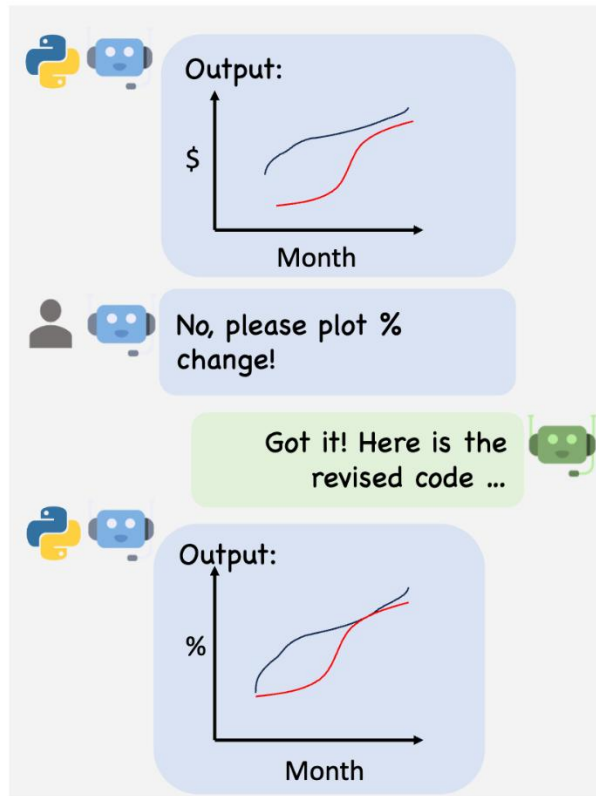 Output:
$
Month
No, please plot %
change!
Got it! Here is the
revised code ...
Output:
%
Month